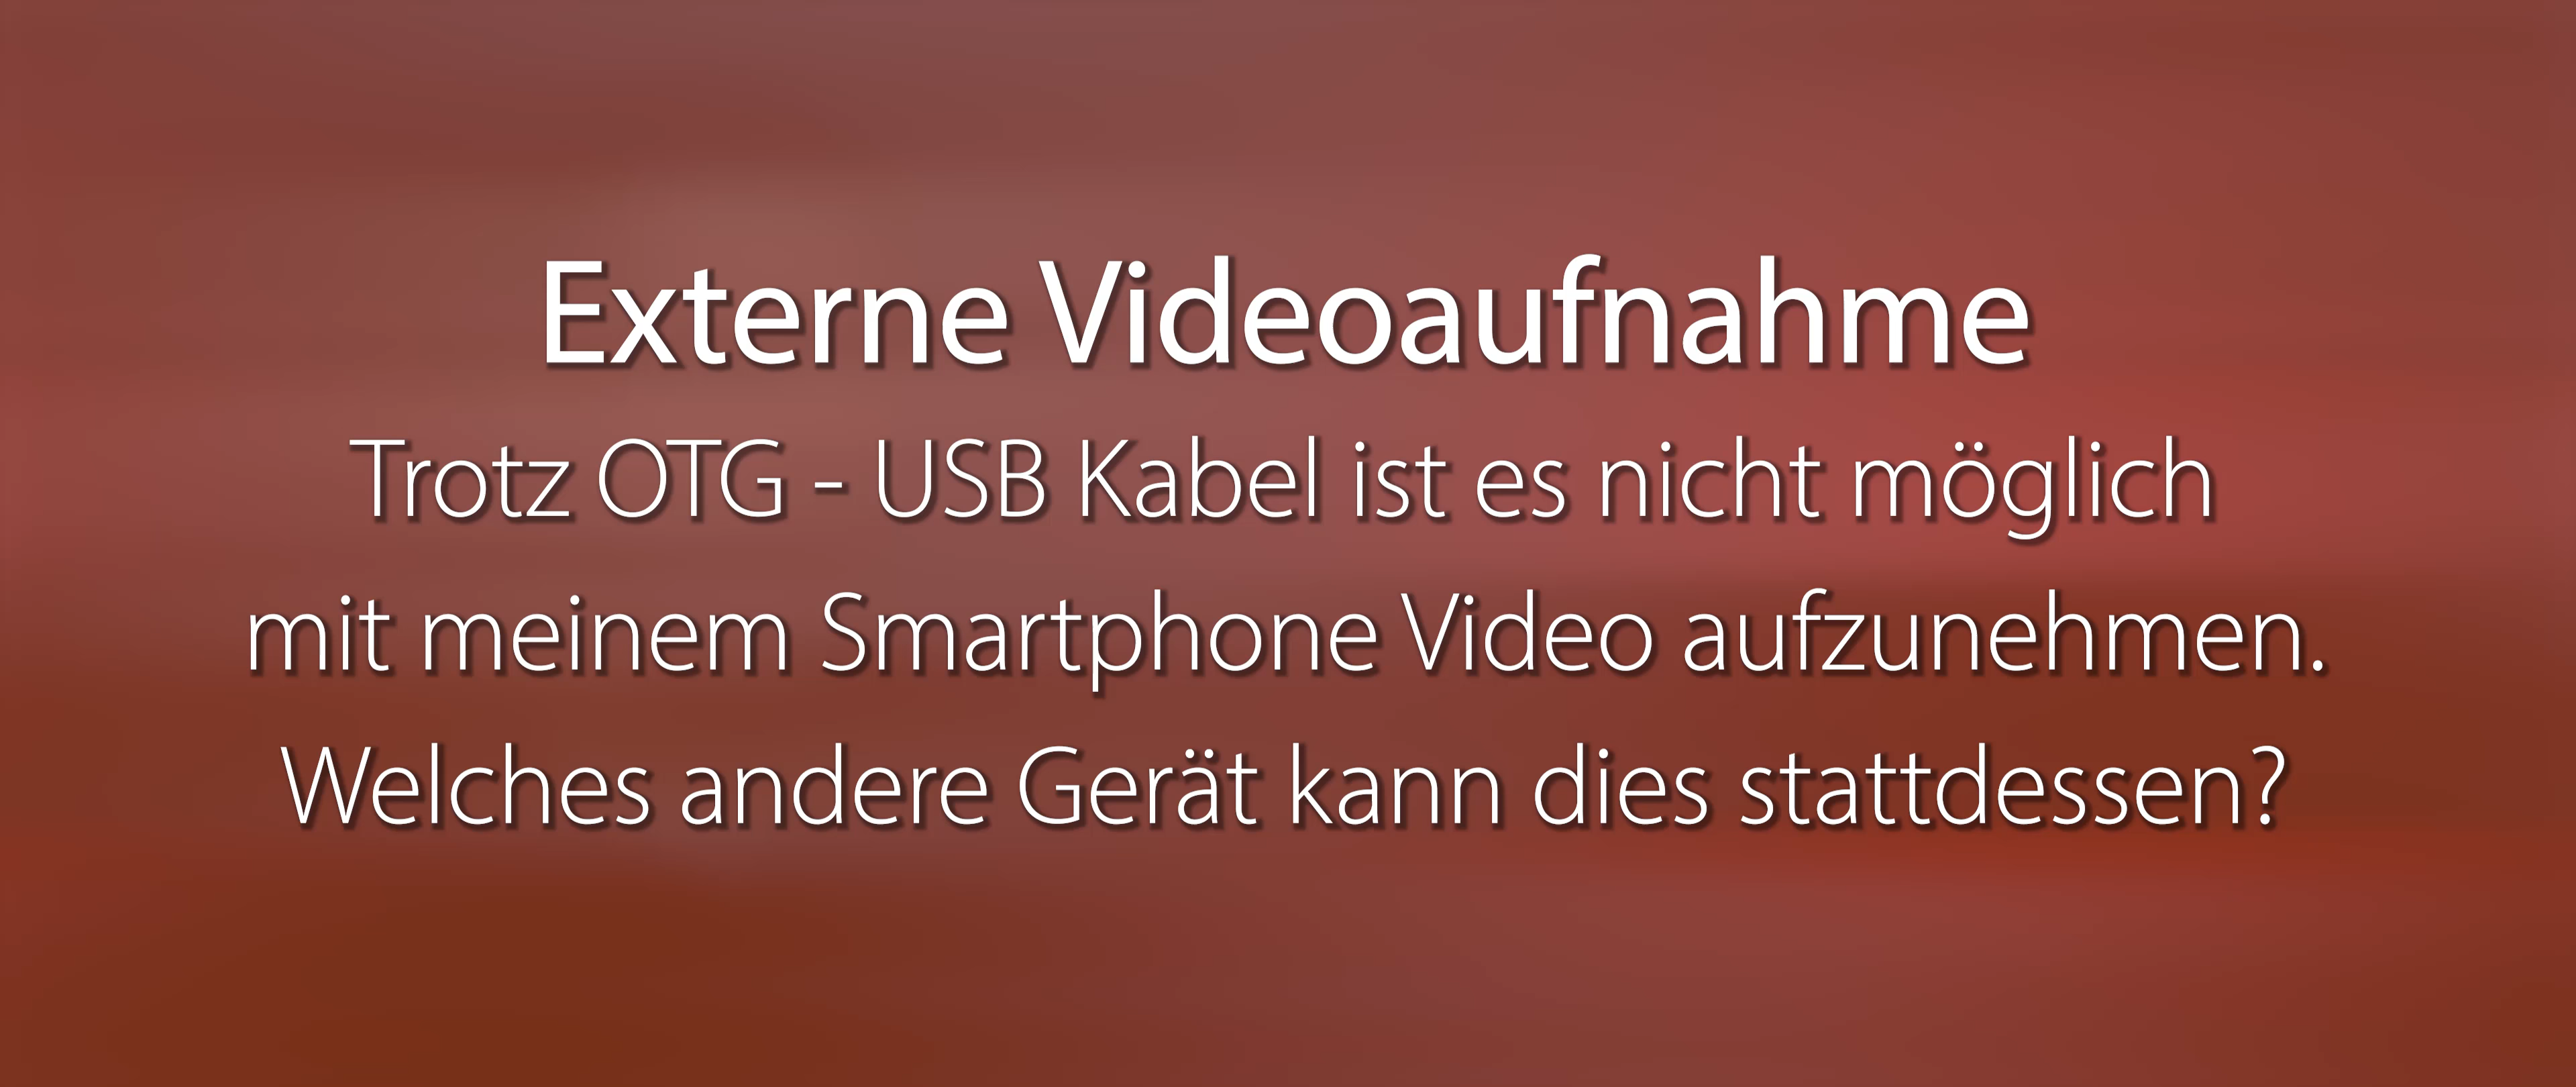 Externe Videoaufnahme
Trotz OTG - USB Kabel ist es nicht möglich
mit meinem Smartphone Video aufzunehmen.
Welches andere Gerät kann dies stattdessen?